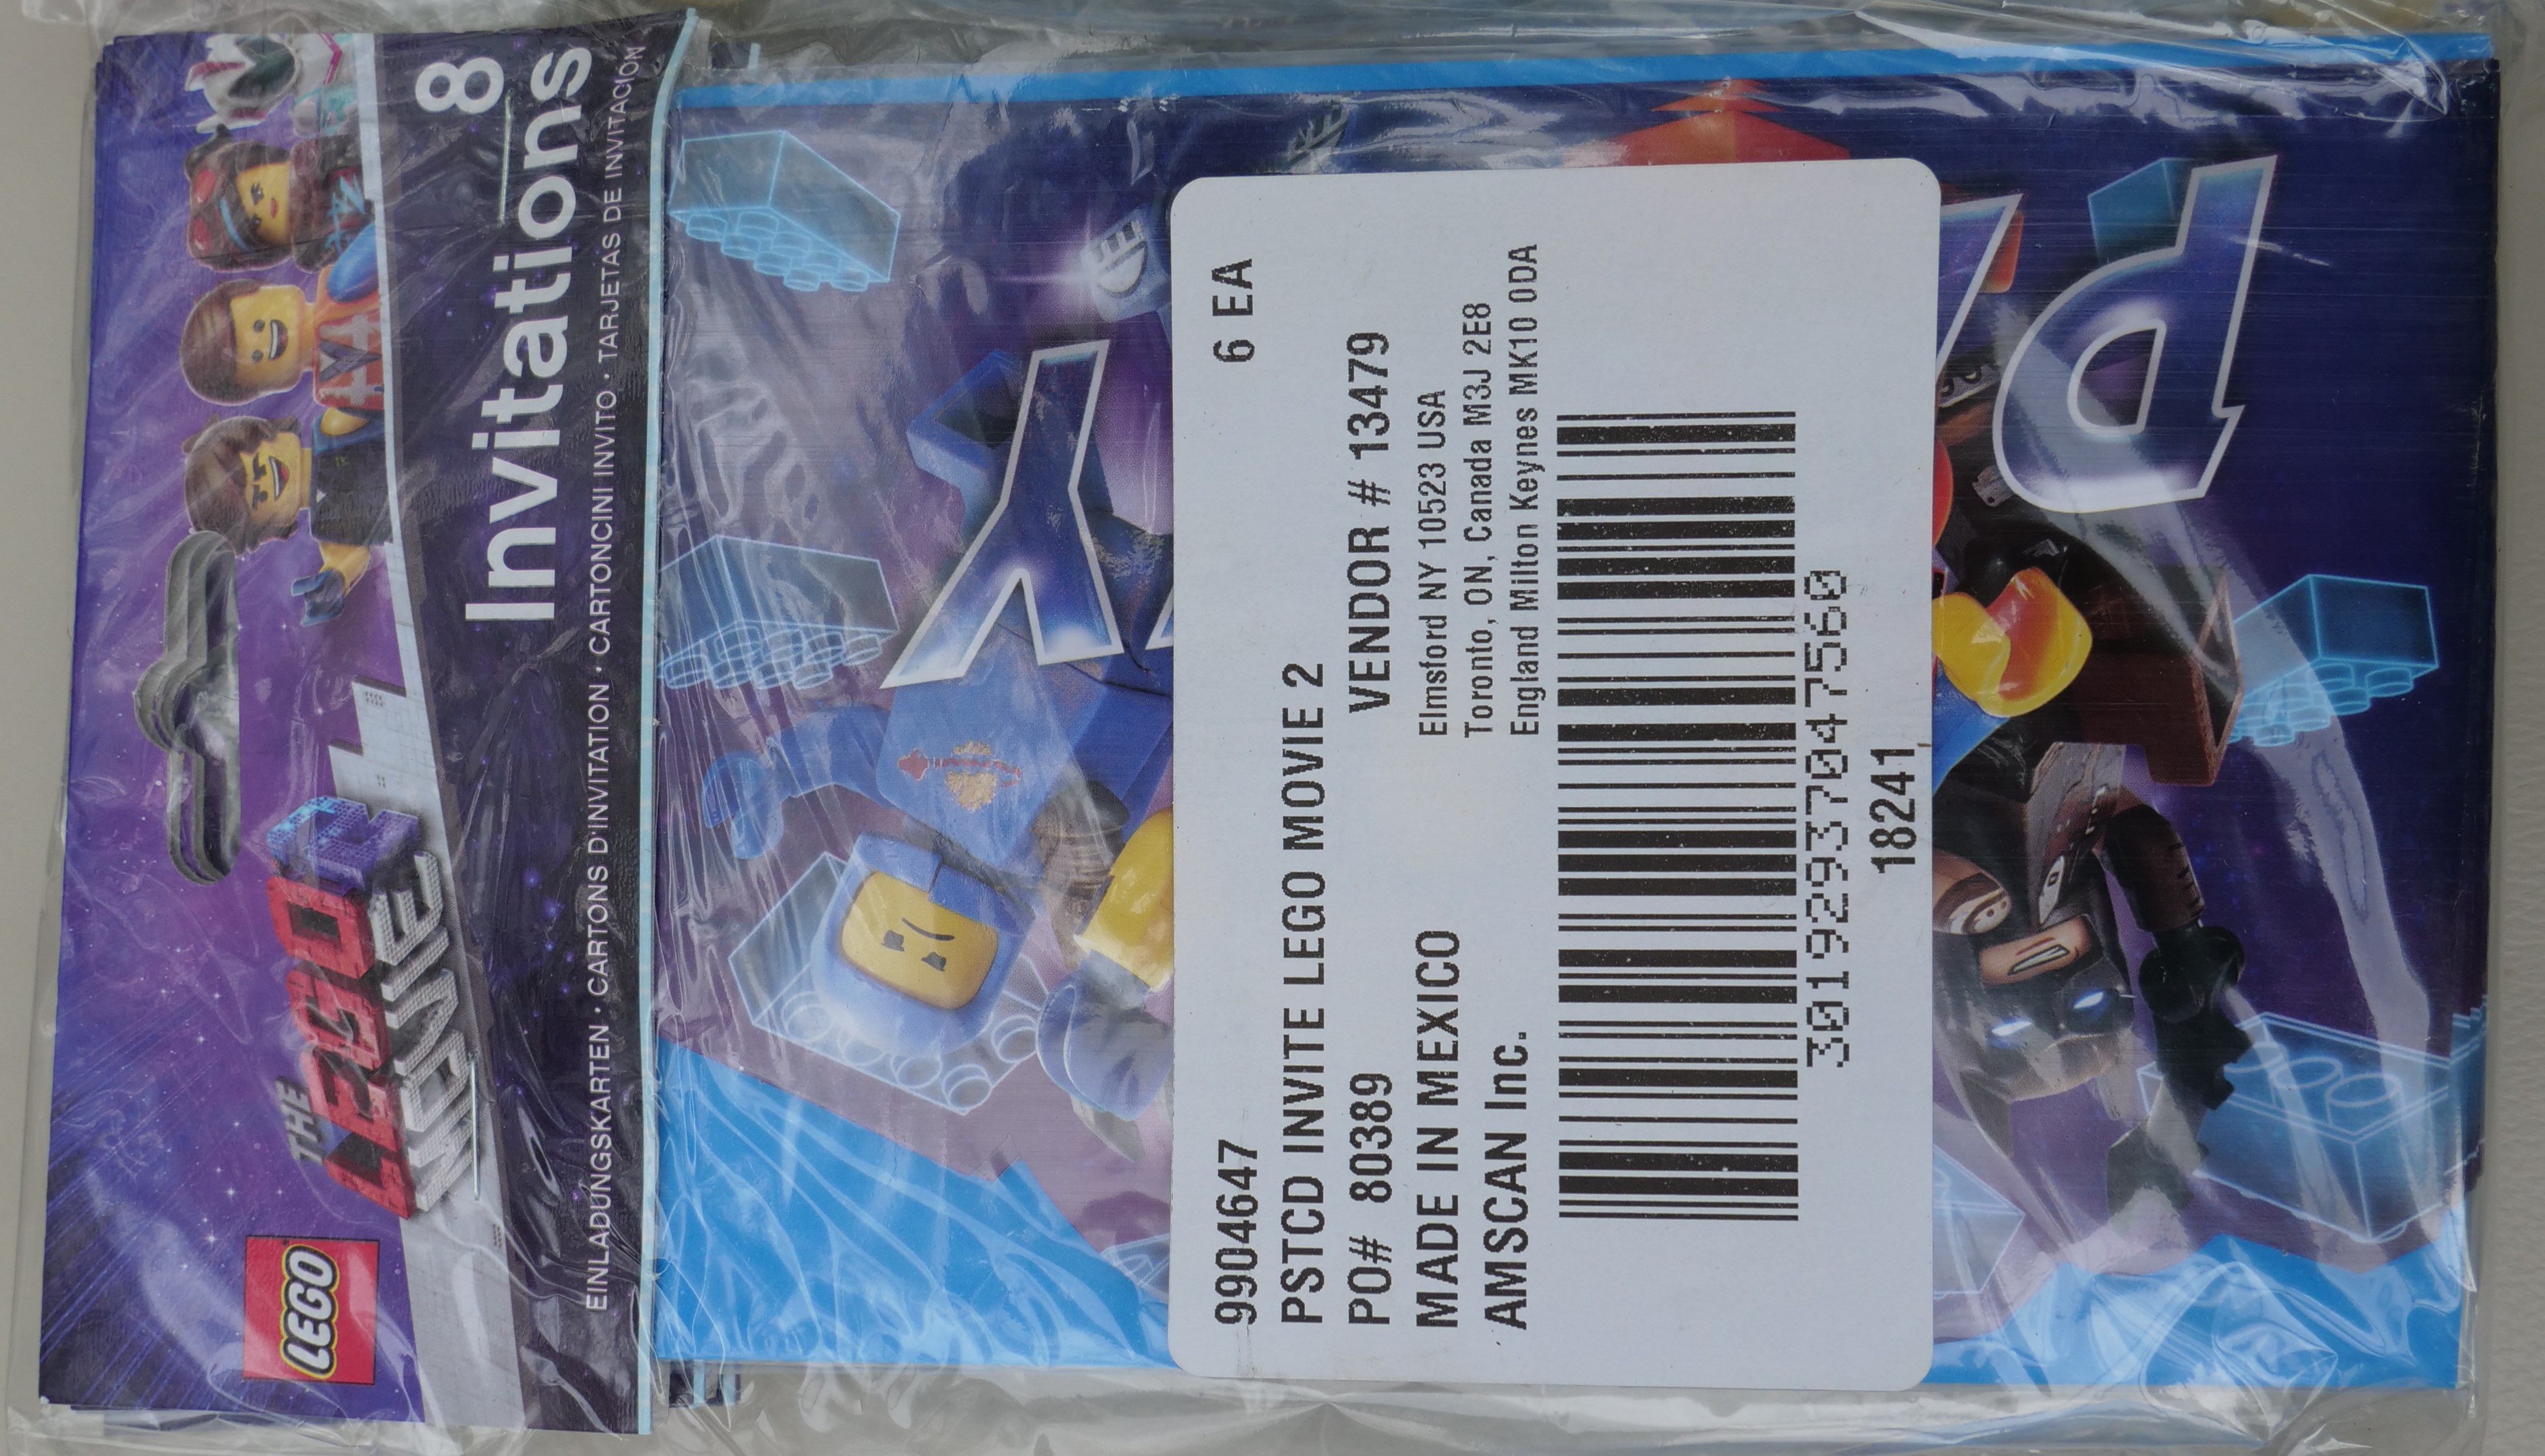 LEGO
THE
LEGO
MOVIE
2
8
Invitations
EINLADUNGSKARTEN • CARTONS D'INVITATION • CARTONCINI INVITO • TARJETAS DE INVITACIÓN
9904647 6 EA
PSTCD INVITE LEGO MOVIE 2
PO# 80389 VENDOR # 13479
MADE IN MEXICO
Elmsford NY 10523 USA
Toronto, ON, Canada M3J 2E8
AMSCAN Inc.
England Milton Keynes MK10 0DA
30192937047560
18241
P
Y